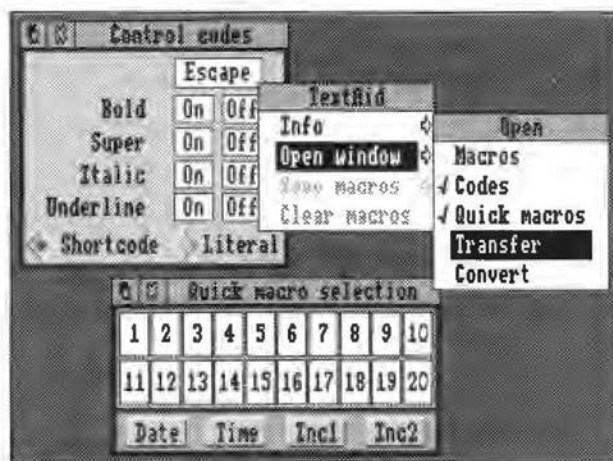 Control codes
Escape
Bold On Off
Super On Off
Italic On Off
Underline On Off
Shortcode Literal
TextAid
Info
Open window
Save macros
Clear macros
Open
Macros
√ Codes
√ Quick macros
Transfer
Convert
Quick macro selection
1 2 3 4 5 6 7 8 9 10
11 12 13 14 15 16 17 18 19 20
Date Time Inc1 Inc2